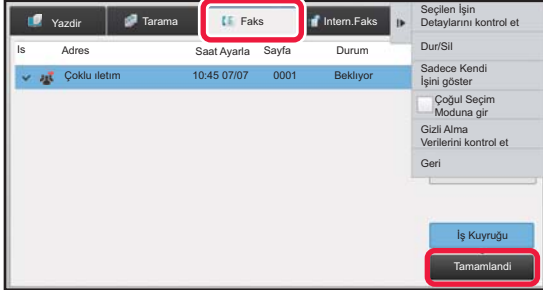 Yazdir
Tarama
Faks
Intern.Faks
Is
Adres
Saat Ayarla
Sayfa
Durum
Çoklu ıletım
10:45 07/07
0001
Beklıyor
Seçilen İşin
Detaylarını kontrol et
Dur/Sil
Sadece Kendi
İşini göster
Çoğul Seçim
Moduna gir
Gizli Alma
Verilerini kontrol et
Geri
İş Kuyruğu
Tamamlandi